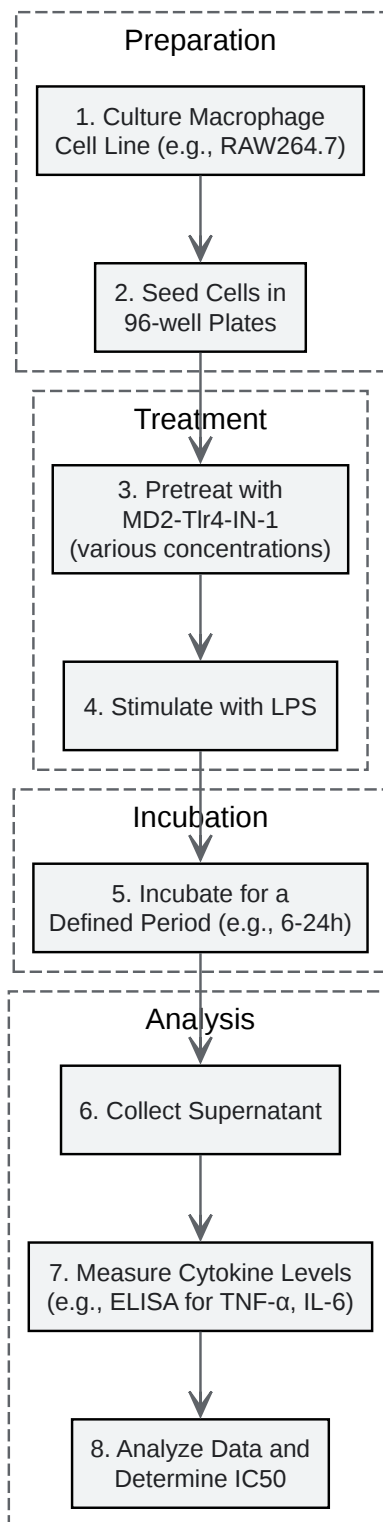 Preparation
1. Culture Macrophage
Cell Line (e.g., RAW264.7)
2. Seed Cells in
96-well Plates
Treatment
3. Pretreat with
MD2-Tlr4-IN-1
(various concentrations)
4. Stimulate with LPS
Incubation
5. Incubate for a
Defined Period (e.g., 6-24h)
Analysis
6. Collect Supernatant
7. Measure Cytokine Levels
(e.g., ELISA for TNF-α, IL-6)
8. Analyze Data and
Determine IC50